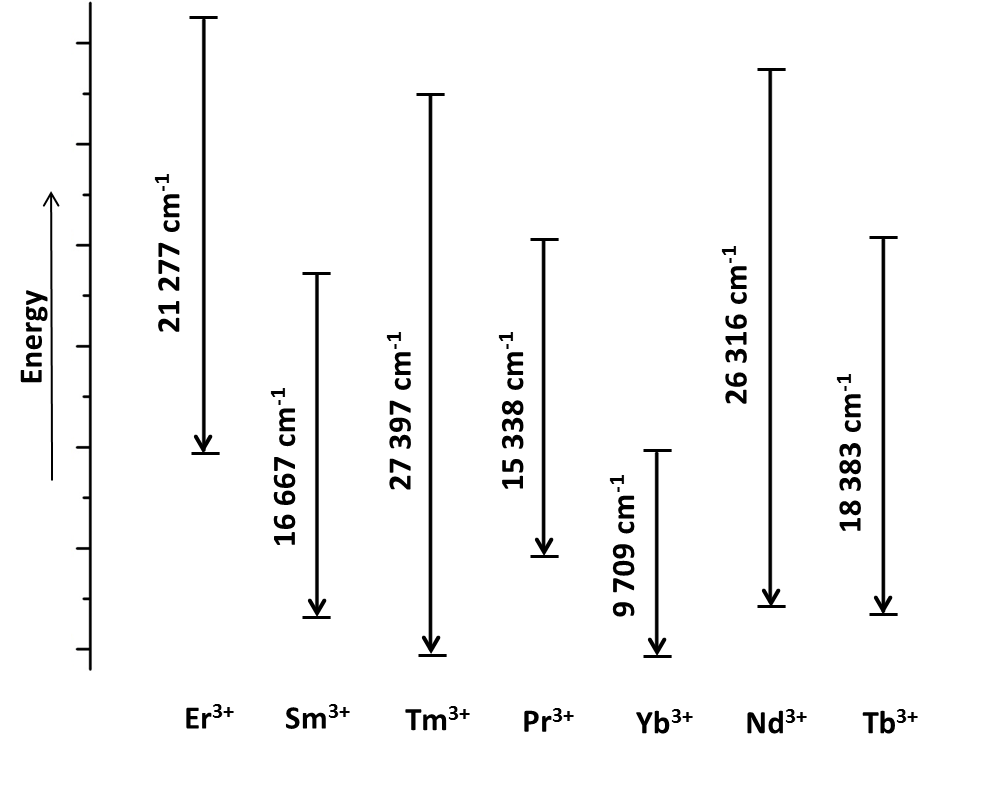 Energy
21 277 cm⁻¹
16 667 cm⁻¹
27 397 cm⁻¹
15 338 cm⁻¹
9 709 cm⁻¹
26 316 cm⁻¹
18 383 cm⁻¹
Er³⁺ Sm³⁺ Tm³⁺ Pr³⁺ Yb³⁺ Nd³⁺ Tb³⁺